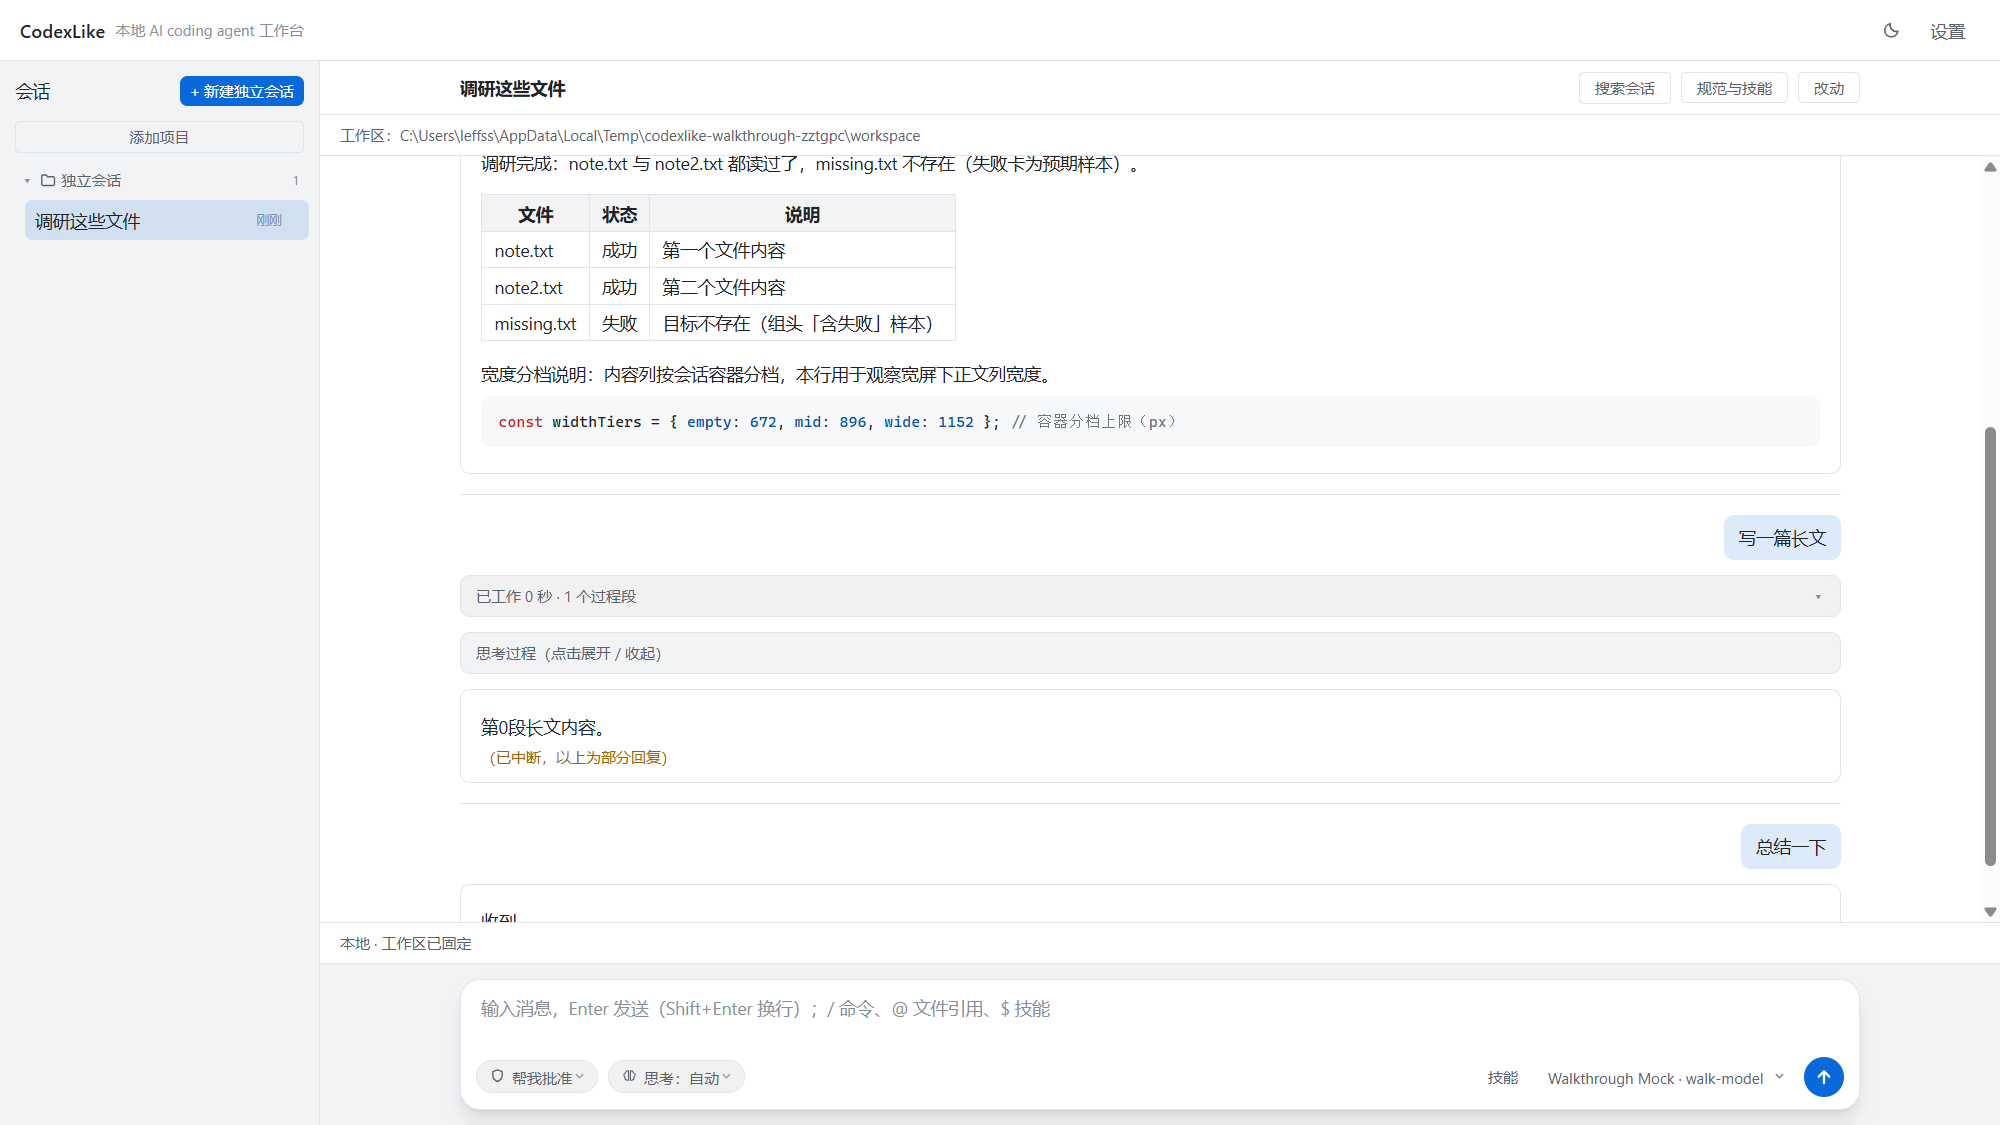 CodexLike 本地 AI coding agent 工作台
设置
会话
+ 新建独立会话
添加项目
独立会话 1
调研这些文件 刚刚
调研这些文件
搜索会话 规范与技能 改动
工作区：C:\Users\leffss\AppData\Local\Temp\codexlike-walkthrough-zztgpc\workspace
调研完成：note.txt 与 note2.txt 都读过了，missing.txt 不存在（失败卡为预期样本）。
文件 状态 说明
note.txt 成功 第一个文件内容
note2.txt 成功 第二个文件内容
missing.txt 失败 目标不存在（组头「含失败」样本）
宽度分档说明：内容列按会话容器分档，本行用于观察宽屏下正文列宽度。
const widthTiers = { empty: 672, mid: 896, wide: 1152 }; // 容器分档上限（px）
写一篇长文
已工作 0 秒 · 1 个过程段
思考过程（点击展开 / 收起）
第0段长文内容。
（已中断，以上为部分回复）
总结一下
收到
本地 · 工作区已固定
输入消息，Enter 发送（Shift+Enter 换行）；/ 命令、@ 文件引用、$ 技能
帮我批准 思考：自动 技能 Walkthrough Mock · walk-model